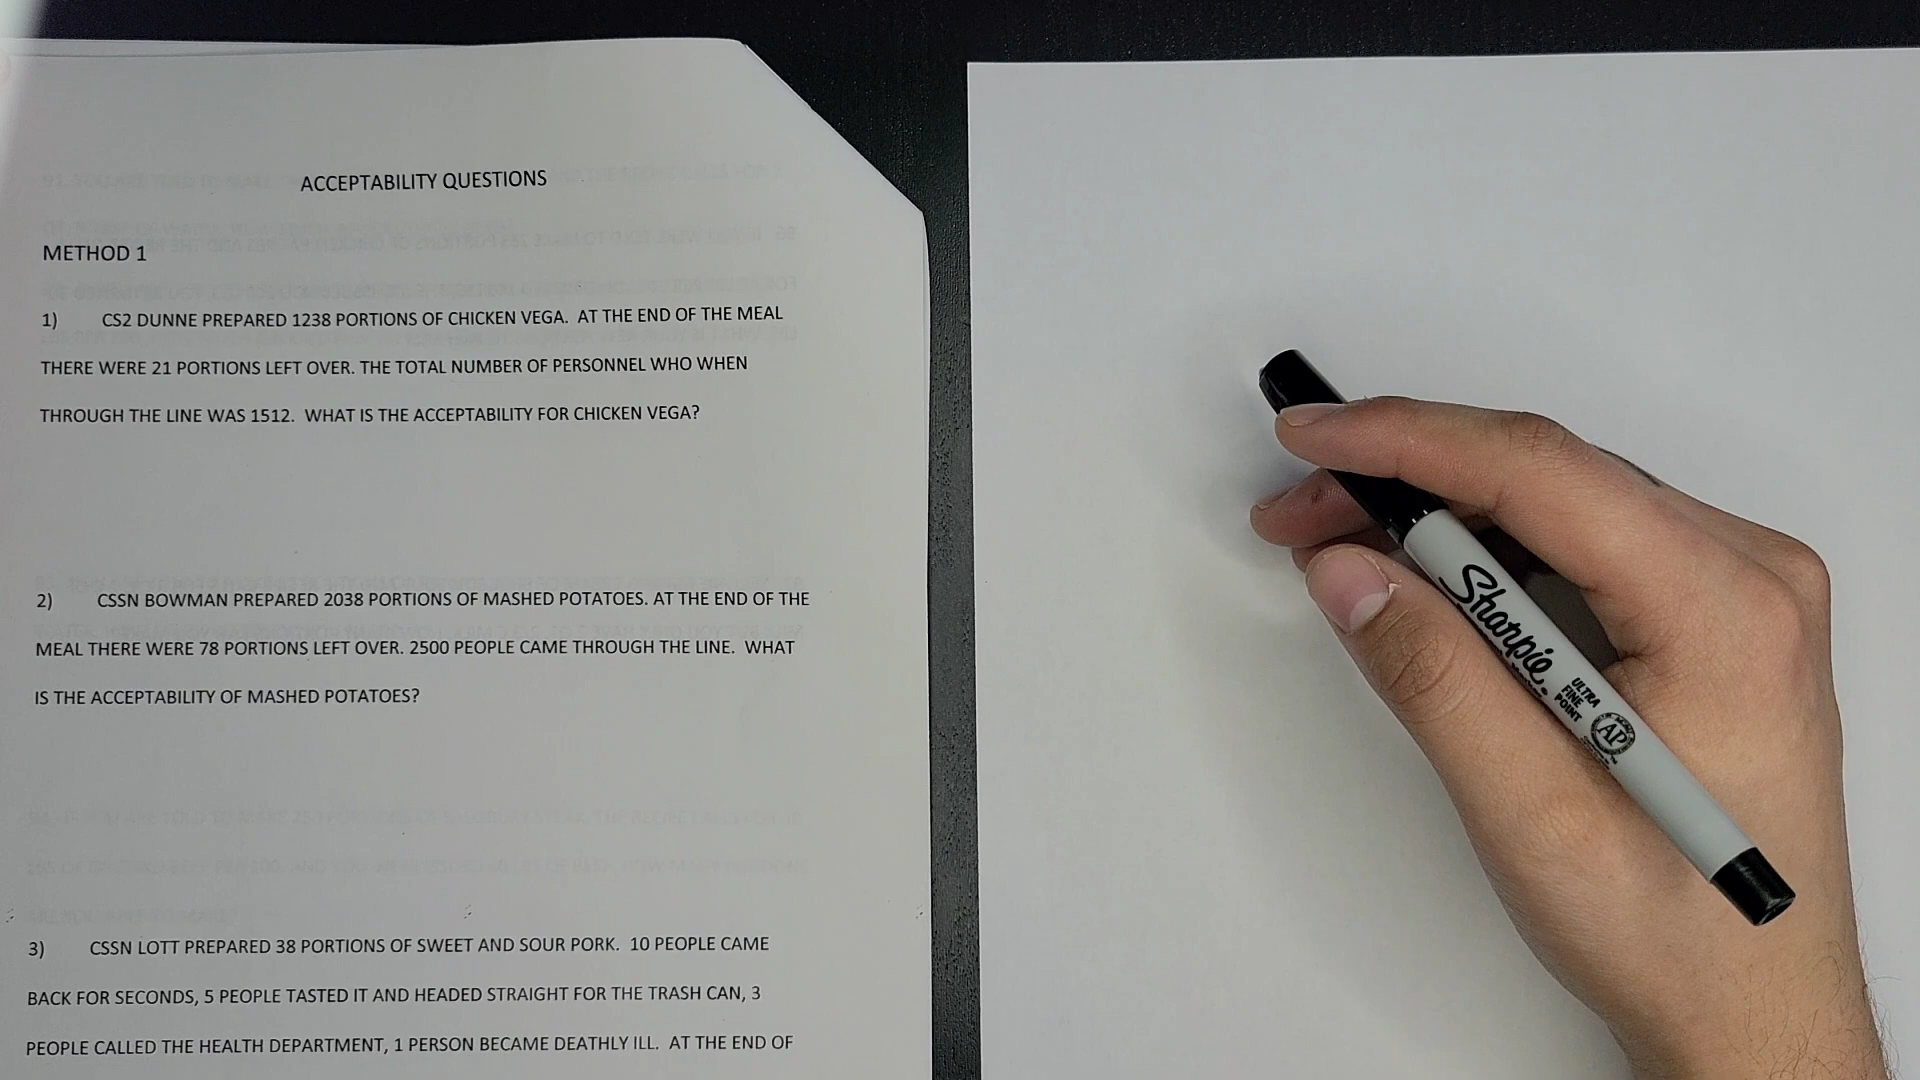 ACCEPTABILITY QUESTIONS
METHOD 1
1) CS2 DUNNE PREPARED 1238 PORTIONS OF CHICKEN VEGA. AT THE END OF THE MEAL
THERE WERE 21 PORTIONS LEFT OVER. THE TOTAL NUMBER OF PERSONNEL WHO WHEN
THROUGH THE LINE WAS 1512. WHAT IS THE ACCEPTABILITY FOR CHICKEN VEGA?
2) CSSN BOWMAN PREPARED 2038 PORTIONS OF MASHED POTATOES. AT THE END OF THE
MEAL THERE WERE 78 PORTIONS LEFT OVER. 2500 PEOPLE CAME THROUGH THE LINE. WHAT
IS THE ACCEPTABILITY OF MASHED POTATOES?
3) CSSN LOTT PREPARED 38 PORTIONS OF SWEET AND SOUR PORK. 10 PEOPLE CAME
BACK FOR SECONDS, 5 PEOPLE TASTED IT AND HEADED STRAIGHT FOR THE TRASH CAN, 3
PEOPLE CALLED THE HEALTH DEPARTMENT, 1 PERSON BECAME DEATHLY ILL. AT THE END OF
Sharpie.
ULTRA
FINE
POINT
AP